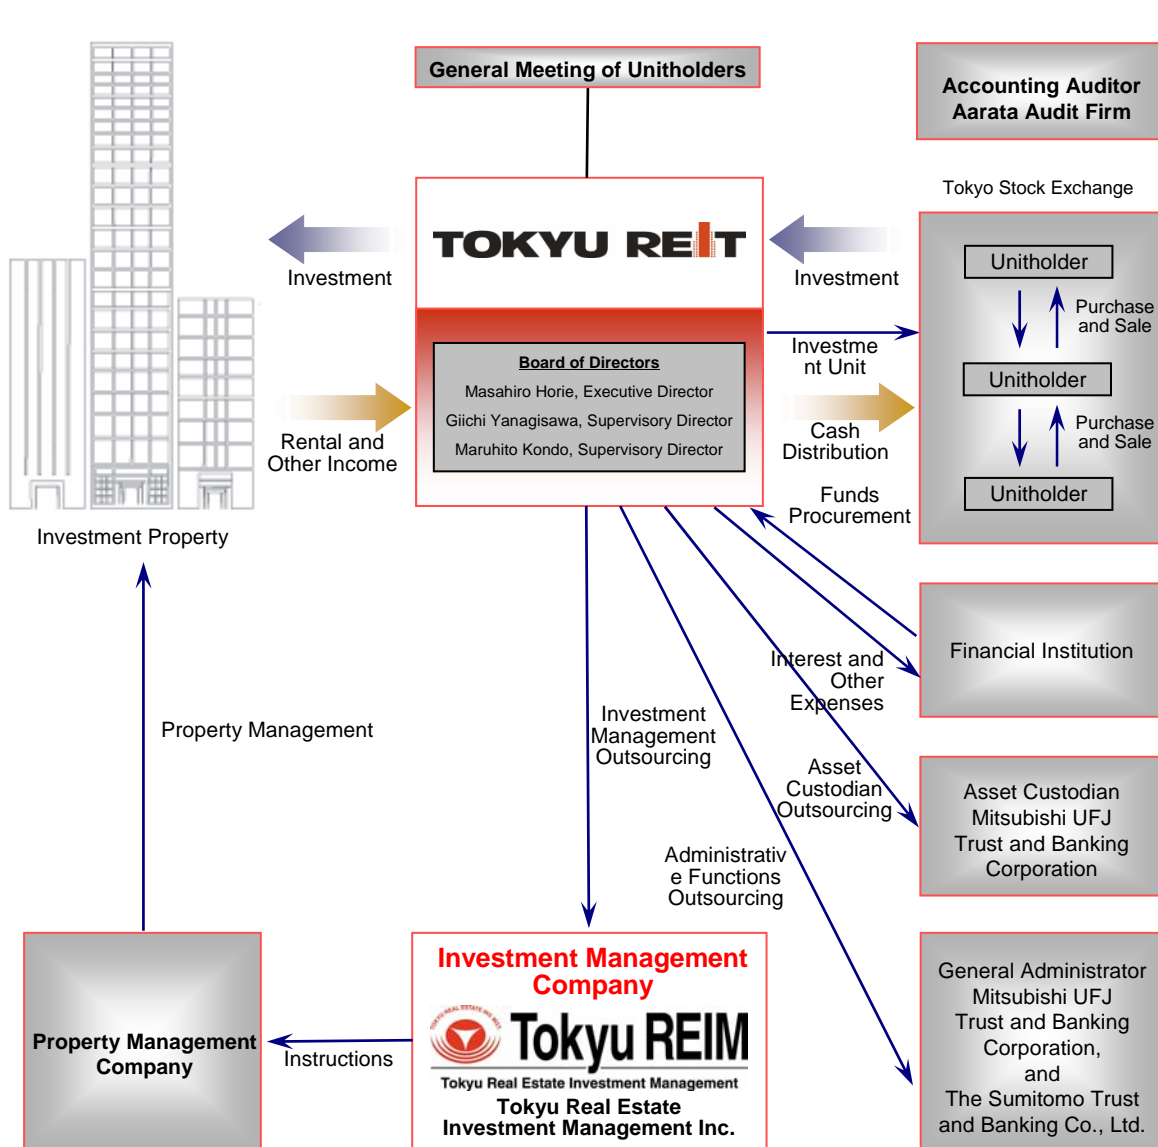 General Meeting of Unitholders
Accounting Auditor
Aarata Audit Firm
Tokyo Stock Exchange
TOKYU REIT
Investment
Investment
Unitholder
Purchase
and Sale
Unitholder
Purchase
and Sale
Unitholder
Board of Directors
Masahiro Horie, Executive Director
Giichi Yanagisawa, Supervisory Director
Maruhito Kondo, Supervisory Director
Investme
nt Unit
Rental and
Other Income
Cash
Distribution
Funds
Procurement
Investment Property
Financial Institution
Interest and
Other
Expenses
Property Management
Investment
Management
Outsourcing
Asset
Custodian
Outsourcing
Asset Custodian
Mitsubishi UFJ
Trust and Banking
Corporation
Administrativ
e Functions
Outsourcing
Property Management
Company
Instructions
Investment Management
Company
TOKYU REAL ESTATE INV. MGT.
Tokyu REIM
Tokyu Real Estate Investment Management
Tokyu Real Estate
Investment Management Inc.
General Administrator
Mitsubishi UFJ
Trust and Banking
Corporation,
and
The Sumitomo Trust
and Banking Co., Ltd.